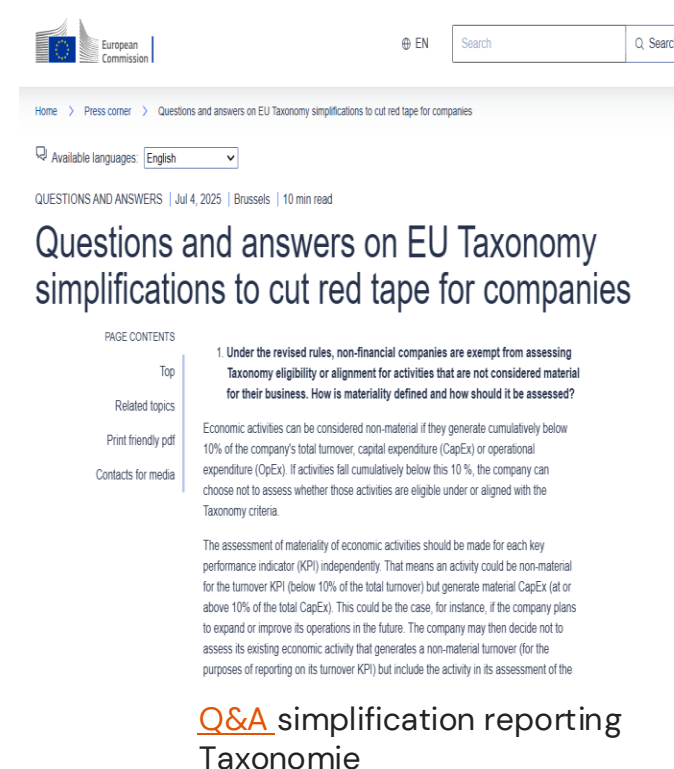 European
Commission
EN
Search
Searc
Home > Press corner > Questions and answers on EU Taxonomy simplifications to cut red tape for companies
Available languages: English
QUESTIONS AND ANSWERS | Jul 4, 2025 | Brussels | 10 min read
Questions and answers on EU Taxonomy
simplifications to cut red tape for companies
PAGE CONTENTS
Top
Related topics
Print friendly pdf
Contacts for media
1. Under the revised rules, non-financial companies are exempt from assessing
Taxonomy eligibility or alignment for activities that are not considered material
for their business. How is materiality defined and how should it be assessed?
Economic activities can be considered non-material if they generate cumulatively below
10% of the company's total turnover, capital expenditure (CapEx) or operational
expenditure (OpEx). If activities fall cumulatively below this 10 %, the company can
choose not to assess whether those activities are eligible under or aligned with the
Taxonomy criteria.
The assessment of materiality of economic activities should be made for each key
performance indicator (KPI) independently. That means an activity could be non-material
for the turnover KPI (below 10% of the total turnover) but generate material CapEx (at or
above 10% of the total CapEx). This could be the case, for instance, if the company plans
to expand or improve its operations in the future. The company may then decide not to
assess its existing economic activity that generates a non-material turnover (for the
purposes of reporting on its turnover KPI) but include the activity in its assessment of the
Q&A simplification reporting
Taxonomie